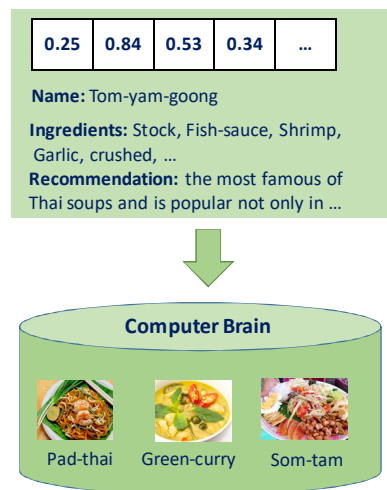 0.25 0.84 0.53 0.34 ...
Name: Tom-yam-goong
Ingredients: Stock, Fish-sauce, Shrimp,
Garlic, crushed, ...
Recommendation: the most famous of
Thai soups and is popular not only in ...
Computer Brain
Pad-thai Green-curry Som-tam